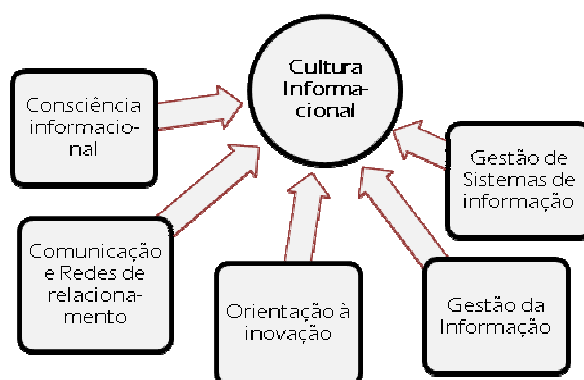 Cultura
Informa-
cional
Consciência
informacio-
nal
Comunicação
e Redes de
relaciona-
mento
Orientação à
inovação
Gestão da
Informação
Gestão de
Sistemas de
informação